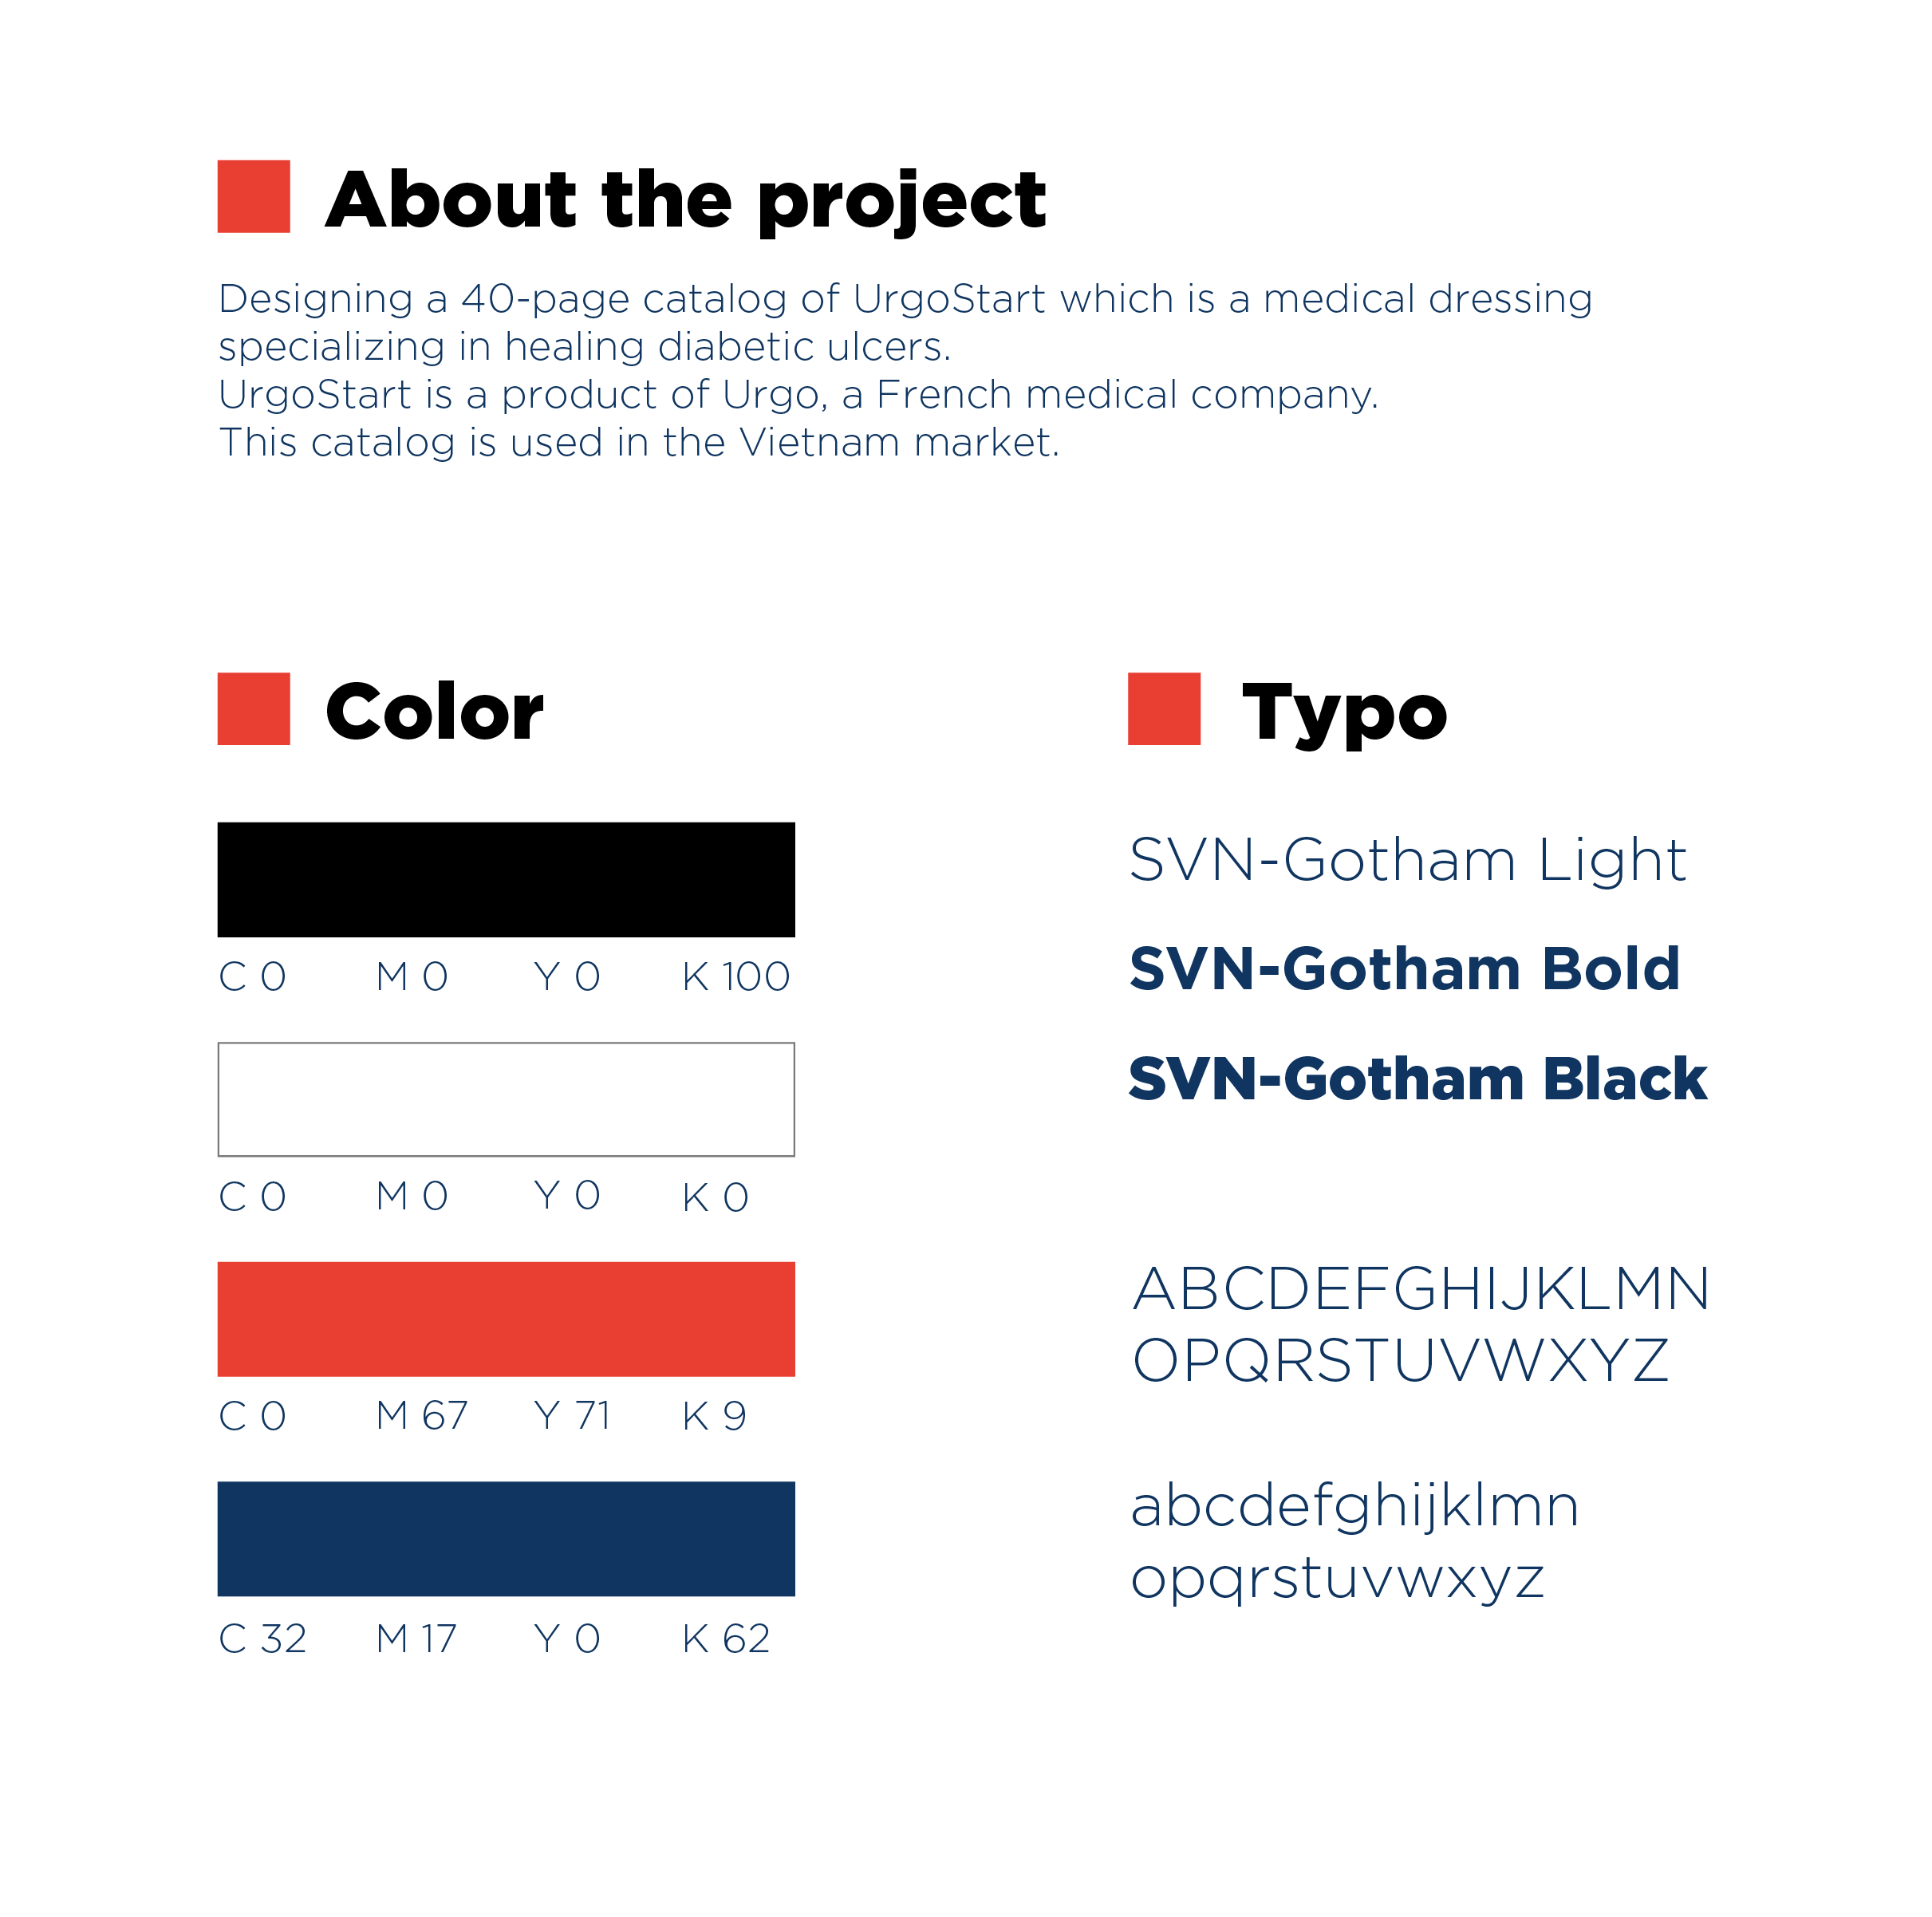 About the project
Designing a 40-page catalog of UrgoStart which is a medical dressing
specializing in healing diabetic ulcers.
UrgoStart is a product of Urgo, a French medical company.
This catalog is used in the Vietnam market.
Color
C 0 M 0 Y 0 K 100
C 0 M 0 Y 0 K 0
C 0 M 67 Y 71 K 9
C 32 M 17 Y 0 K 62
Typo
SVN-Gotham Light
SVN-Gotham Bold
SVN-Gotham Black
ABCDEFGHIJKLMN
OPQRSTUVWXYZ
abcdefghijklmn
opqrstuvwxyz